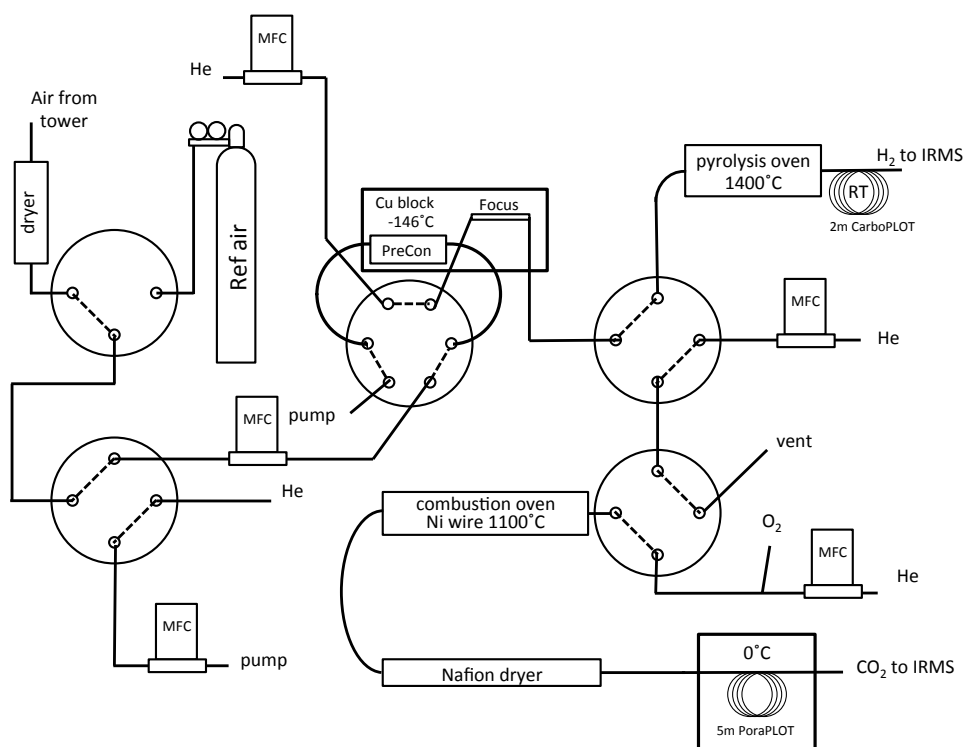 MFC
He
Air from
tower
dryer
Ref air
Cu block
-146˚C
Focus
PreCon
pyrolysis oven
1400˚C
H₂ to IRMS
RT
2m CarboPLOT
MFC
He
MFC
pump
He
vent
combustion oven
Ni wire 1100˚C
O₂
MFC
He
MFC
pump
Nafion dryer
0˚C
5m PoraPLOT
CO₂ to IRMS